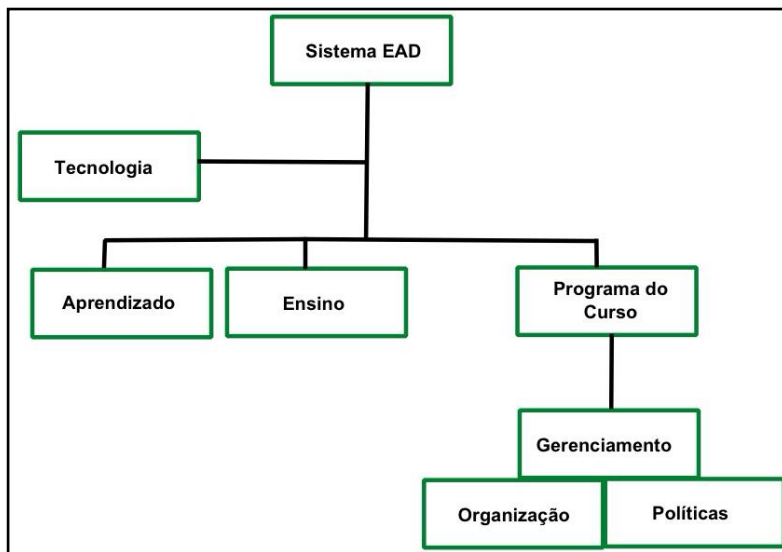 Sistema EAD
Tecnologia
Aprendizado
Ensino
Programa do
Curso
Gerenciamento
Organização
Políticas